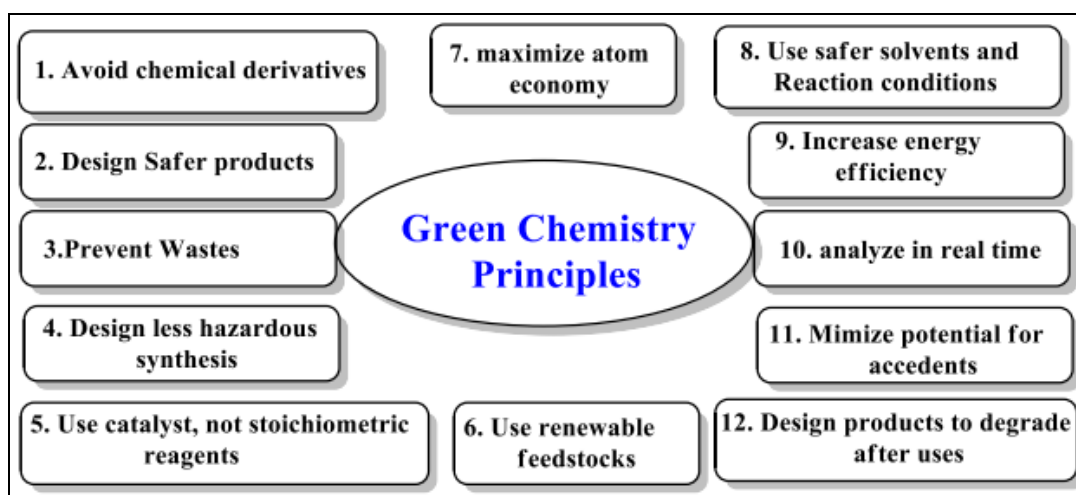 1. Avoid chemical derivatives
2. Design Safer products
3.Prevent Wastes
4. Design less hazardous
synthesis
5. Use catalyst, not stoichiometric
reagents
6. Use renewable
feedstocks
7. maximize atom
economy
8. Use safer solvents and
Reaction conditions
9. Increase energy
efficiency
10. analyze in real time
11. Mimize potential for
accedents
12. Design products to degrade
after uses
Green Chemistry
Principles